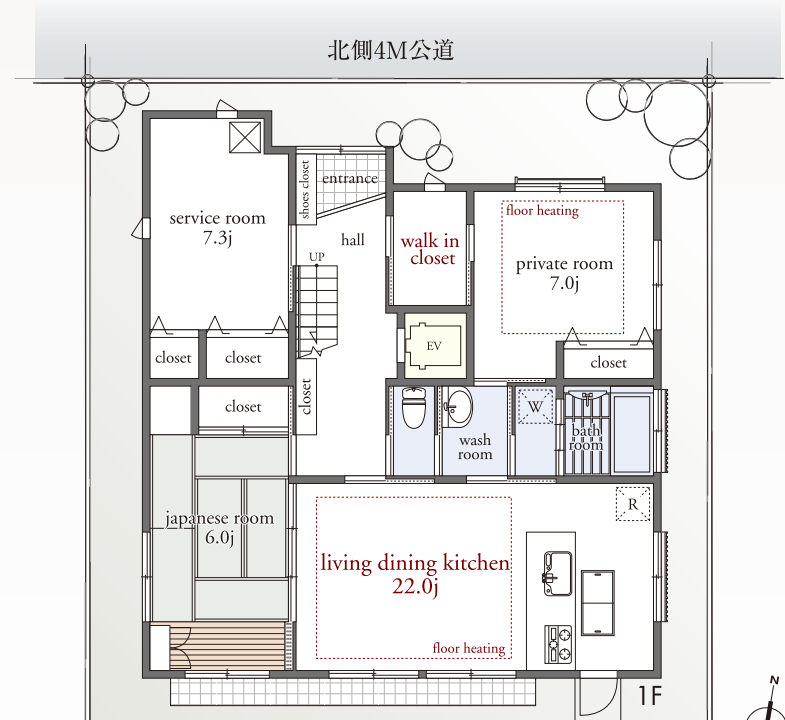 北側4M公道
entrance
shoes closet
service room
7.3j
hall
UP
walk in
closet
floor heating
private room
7.0j
EV
closet
closet
closet
closet
closet
W
wash
room
bath
room
japanese room
6.0j
R
living dining kitchen
22.0j
floor heating
1F
N